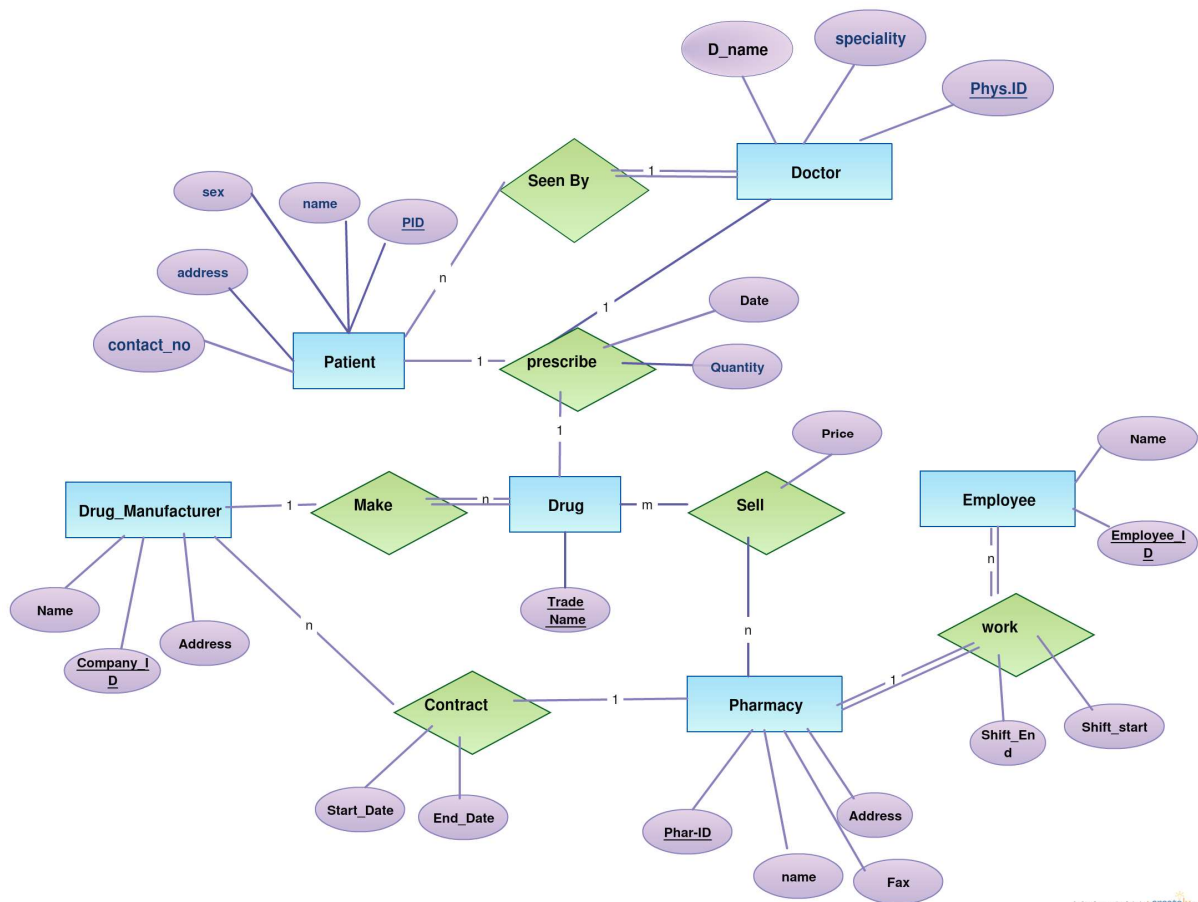 D_name
speciality
Phys.ID
Doctor
1
Seen By
sex
name
PID
address
contact_no
n
Patient
1
prescribe
1
Date
Quantity
1
Price
Name
Employee
Employee_I
D
Drug_Manufacturer
1
Make
n
Drug
m
Sell
n
Trade
Name
Name
Company_I
D
Address
n
work
n
1
Shift_En
d
Shift_start
Contract
1
Pharmacy
Start_Date
End_Date
Phar-ID
name
Fax
Address